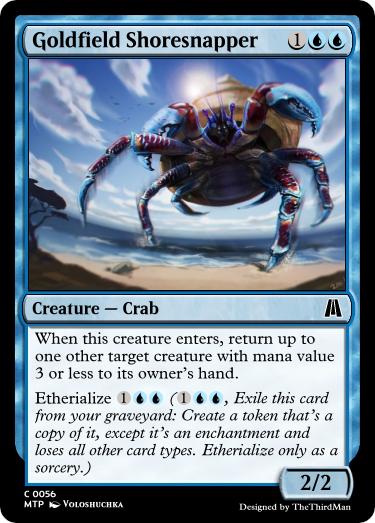 Goldfield Shoresnapper 1
Creature — Crab
When this creature enters, return up to
one other target creature with mana value
3 or less to its owner's hand.
Etherialize 1 (1, Exile this card
from your graveyard: Create a token that's a
copy of it, except it's an enchantment and
loses all other card types. Etherialize only as a
sorcery.)
2/2
C 0056
MTP VOLOSHUCHKA
Designed by TheThirdMan